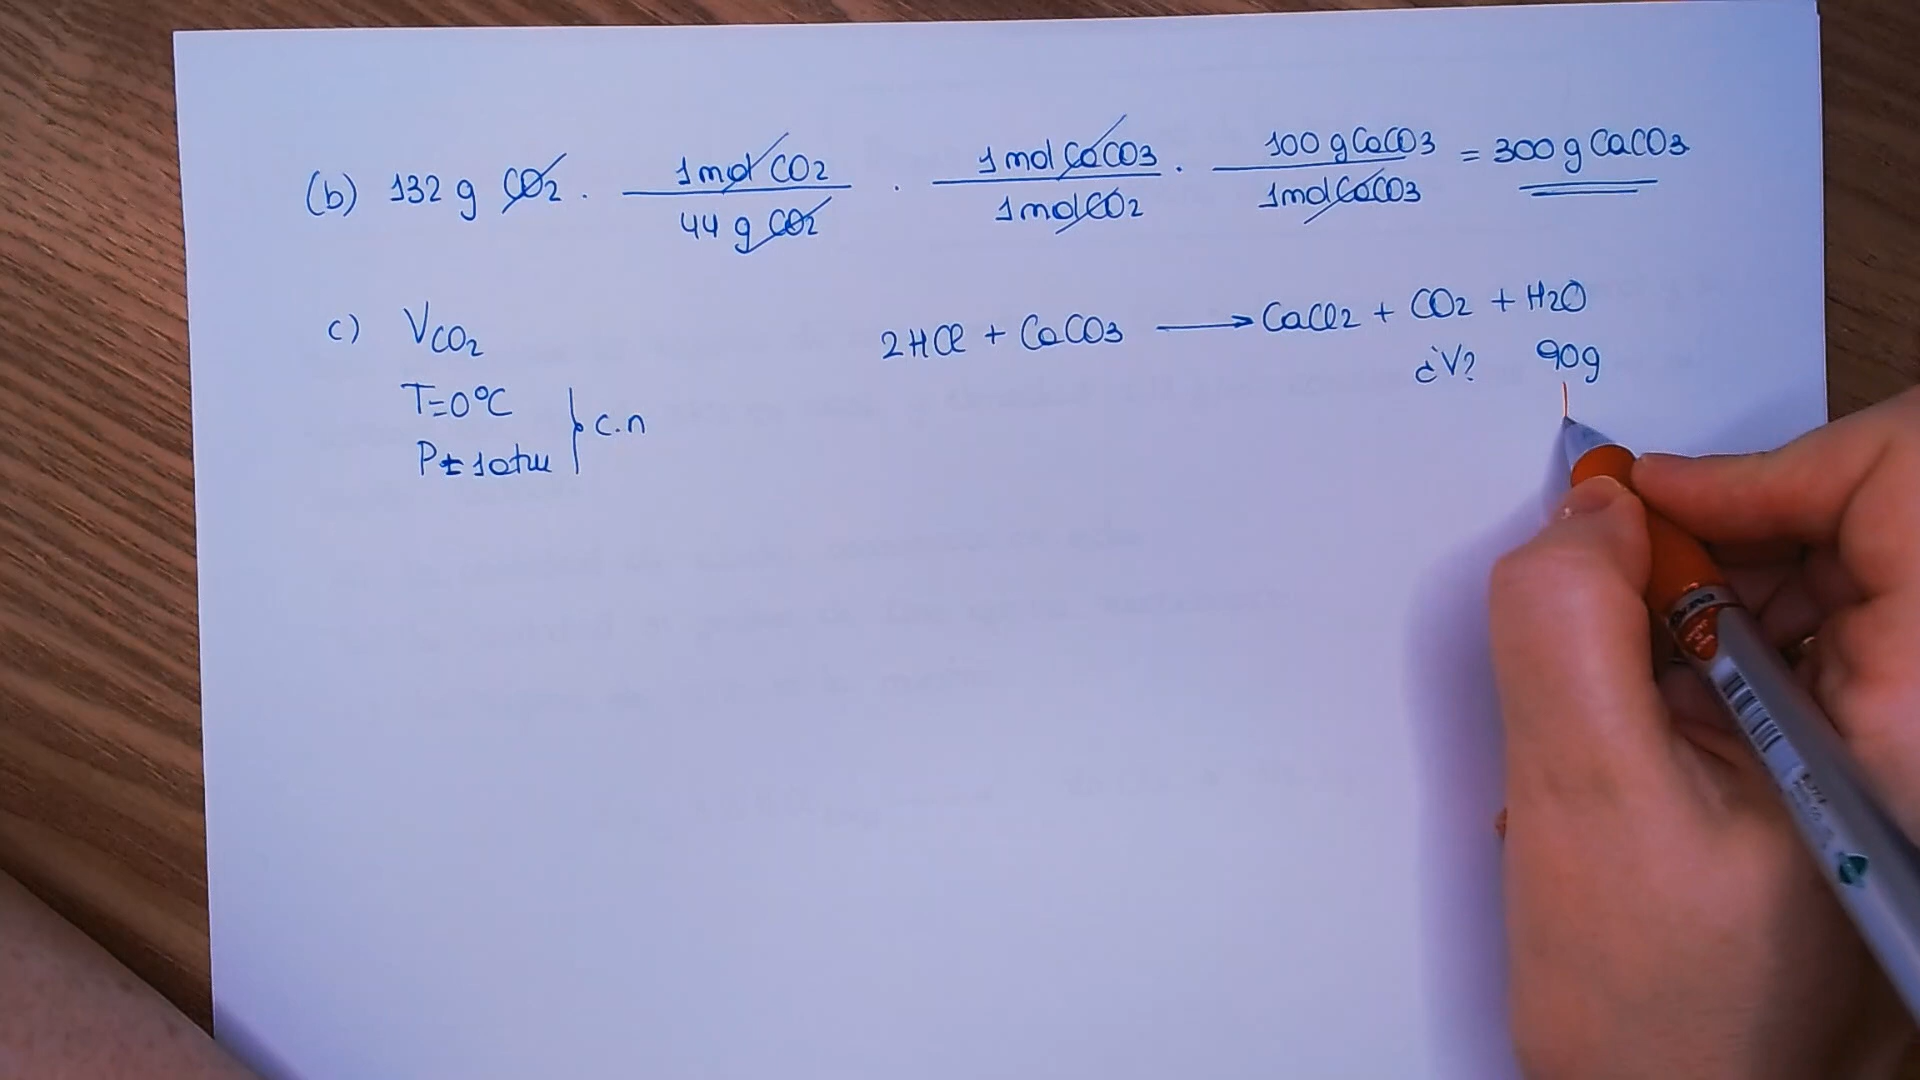 (b) 132 g CO2 · 1 mol CO2 / 44 g CO2 · 1 mol CaCO3 / 1 mol CO2 · 100 g CaCO3 / 1 mol CaCO3 = 300 g CaCO3
c) VCO2
2HCl + CaCO3 → CaCl2 + CO2 + H2O
¿V? 90g
T=0ºC
P=1atm
c.n